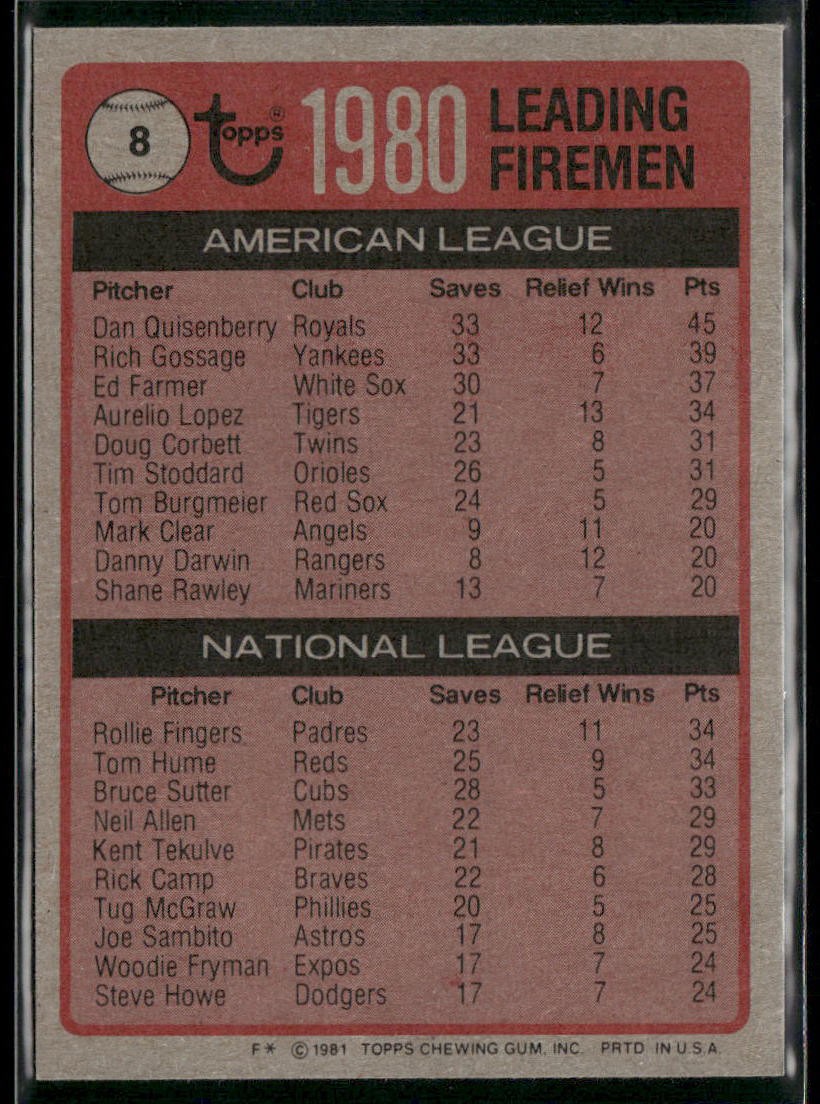 8 Topps® 1980 LEADING FIREMEN
AMERICAN LEAGUE
Pitcher Club Saves Relief Wins Pts
Dan Quisenberry Royals 33 12 45
Rich Gossage Yankees 33 6 39
Ed Farmer White Sox 30 7 37
Aurelio Lopez Tigers 21 13 34
Doug Corbett Twins 23 8 31
Tim Stoddard Orioles 26 5 31
Tom Burgmeier Red Sox 24 5 29
Mark Clear Angels 9 11 20
Danny Darwin Rangers 8 12 20
Shane Rawley Mariners 13 7 20
NATIONAL LEAGUE
Pitcher Club Saves Relief Wins Pts
Rollie Fingers Padres 23 11 34
Tom Hume Reds 25 9 34
Bruce Sutter Cubs 28 5 33
Neil Allen Mets 22 7 29
Kent Tekulve Pirates 21 8 29
Rick Camp Braves 22 6 28
Tug McGraw Phillies 20 5 25
Joe Sambito Astros 17 8 25
Woodie Fryman Expos 17 7 24
Steve Howe Dodgers 17 7 24
F* © 1981 TOPPS CHEWING GUM, INC. PRTD IN U.S.A.